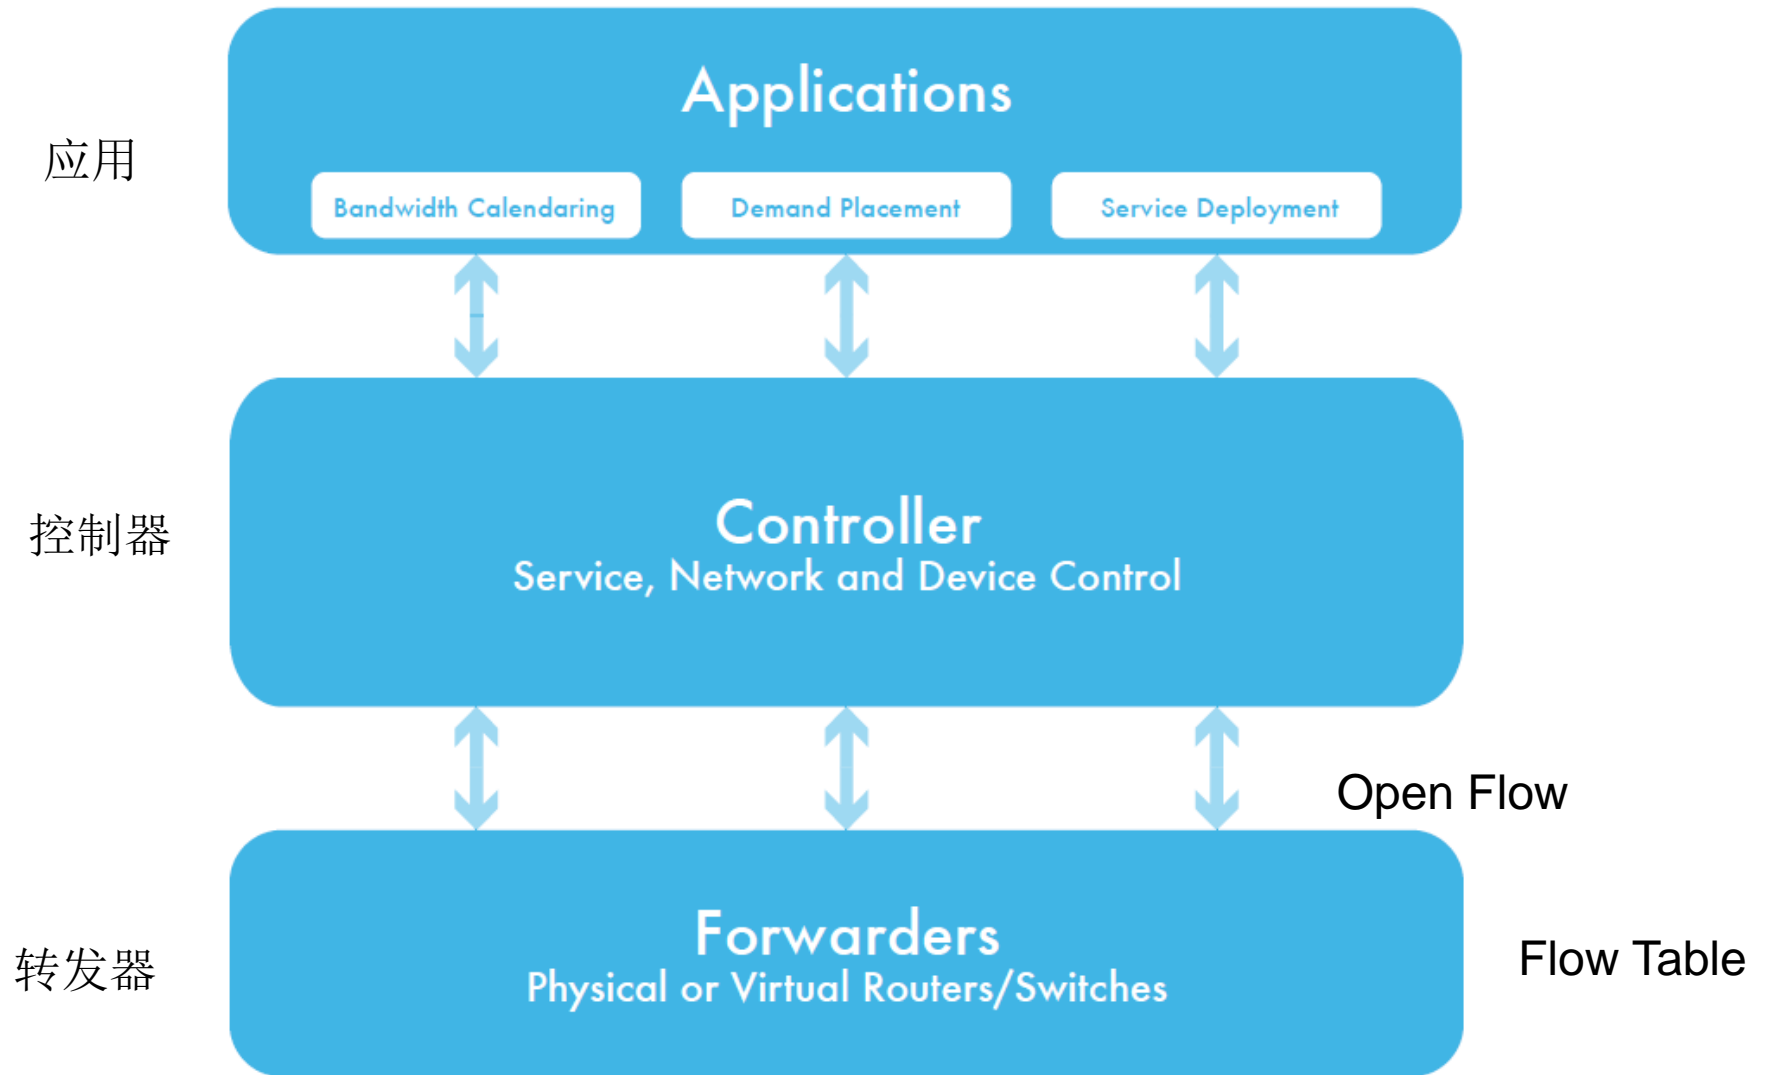 Applications
应用
Bandwidth Calendaring
Demand Placement
Service Deployment
控制器
Controller
Service, Network and Device Control
Open Flow
转发器
Forwarders
Physical or Virtual Routers/Switches
Flow Table